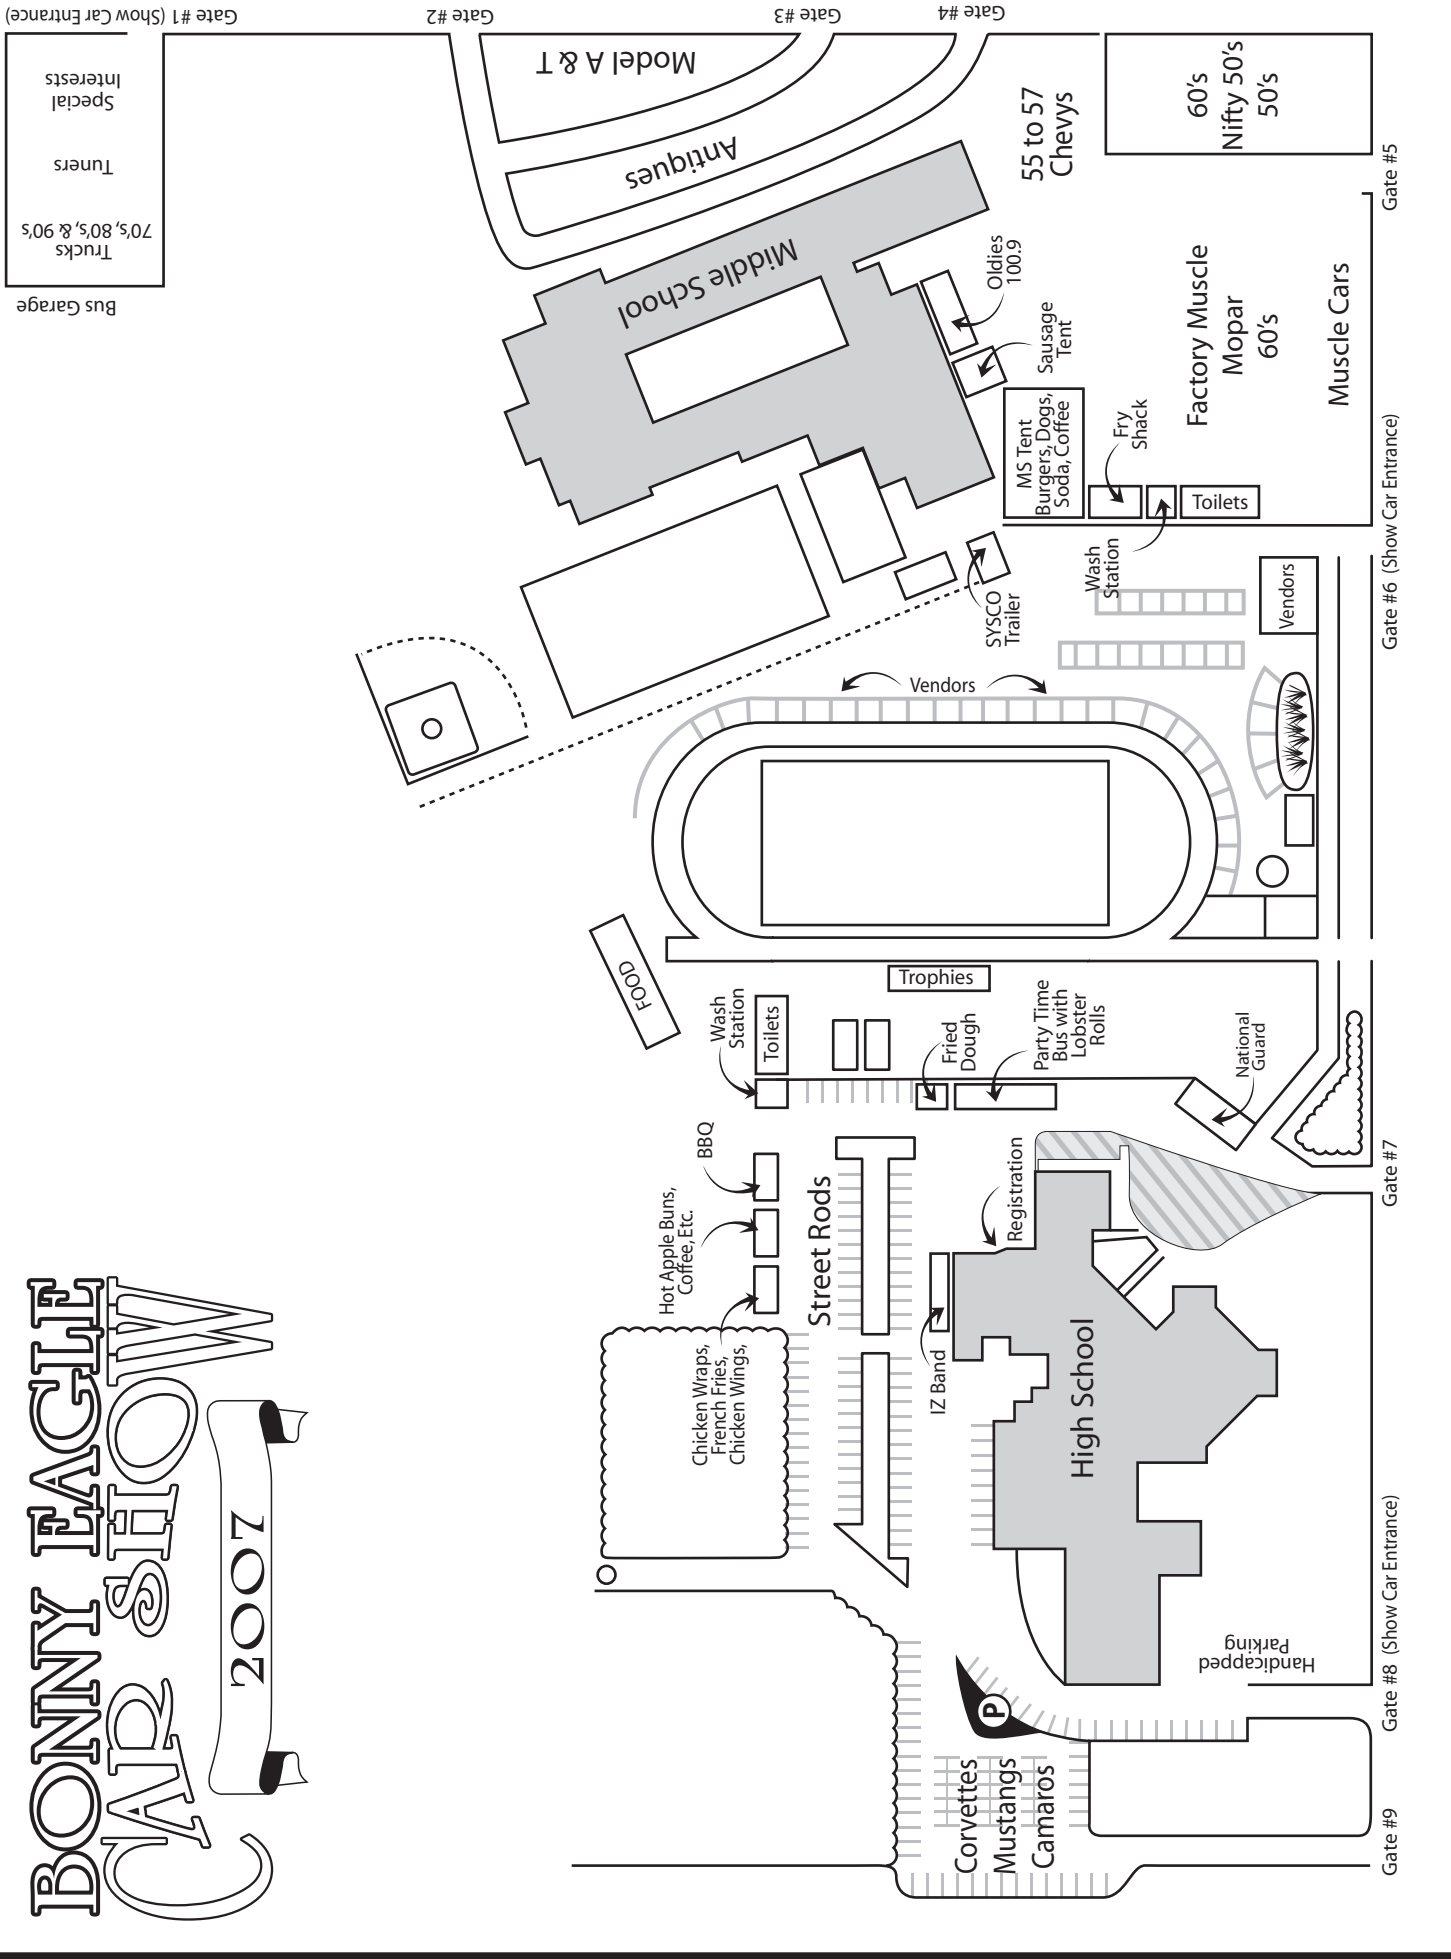 BONNY EAGLE
CAR SHOW
2007
Gate #1 (Show Car Entrance)
Gate #2
Gate #3
Gate #4
Special
Interests
Tuners
Trucks
70's, 80's, & 90's
Bus Garage
Model A & T
Antiques
Middle School
55 to 57
Chevys
60's
Nifty 50's
50's
Gate #5
Oldies
100.9
Sausage
Tent
MS Tent
Burgers, Dogs,
Soda, Coffee
Fry
Shack
Toilets
Wash
Station
Factory Muscle
Mopar
60's
Muscle Cars
Gate #6 (Show Car Entrance)
SYSCO
Trailer
Vendors
Vendors
FOOD
Trophies
Wash
Station
Toilets
Fried
Dough
Party Time
Bus with
Lobster
Rolls
National
Guard
Gate #7
BBQ
Hot Apple Buns,
Coffee, Etc.
Chicken Wraps,
French Fries,
Chicken Wings,
Street Rods
Registration
IZ Band
High School
Handicapped
Parking
Gate #8 (Show Car Entrance)
P
Corvettes
Mustangs
Camaros
Gate #9